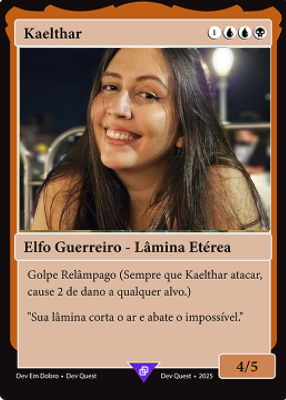 Kaelthar
1
Elfo Guerreiro - Lâmina Etérea
Golpe Relâmpago (Sempre que Kaelthar atacar,
cause 2 de dano a qualquer alvo.)
"Sua lâmina corta o ar e abate o impossível."
4/5
Dev Em Dobro • Dev Quest
Dev Quest • 2025